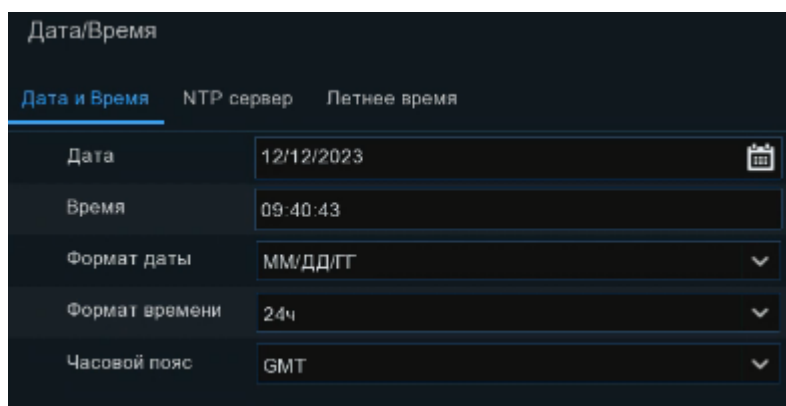 Дата/Время
Дата и Время NTP сервер Летнее время
Дата 12/12/2023
Время 09:40:43
Формат даты ММ/ДД/ГГ
Формат времени 24ч
Часовой пояс GMT